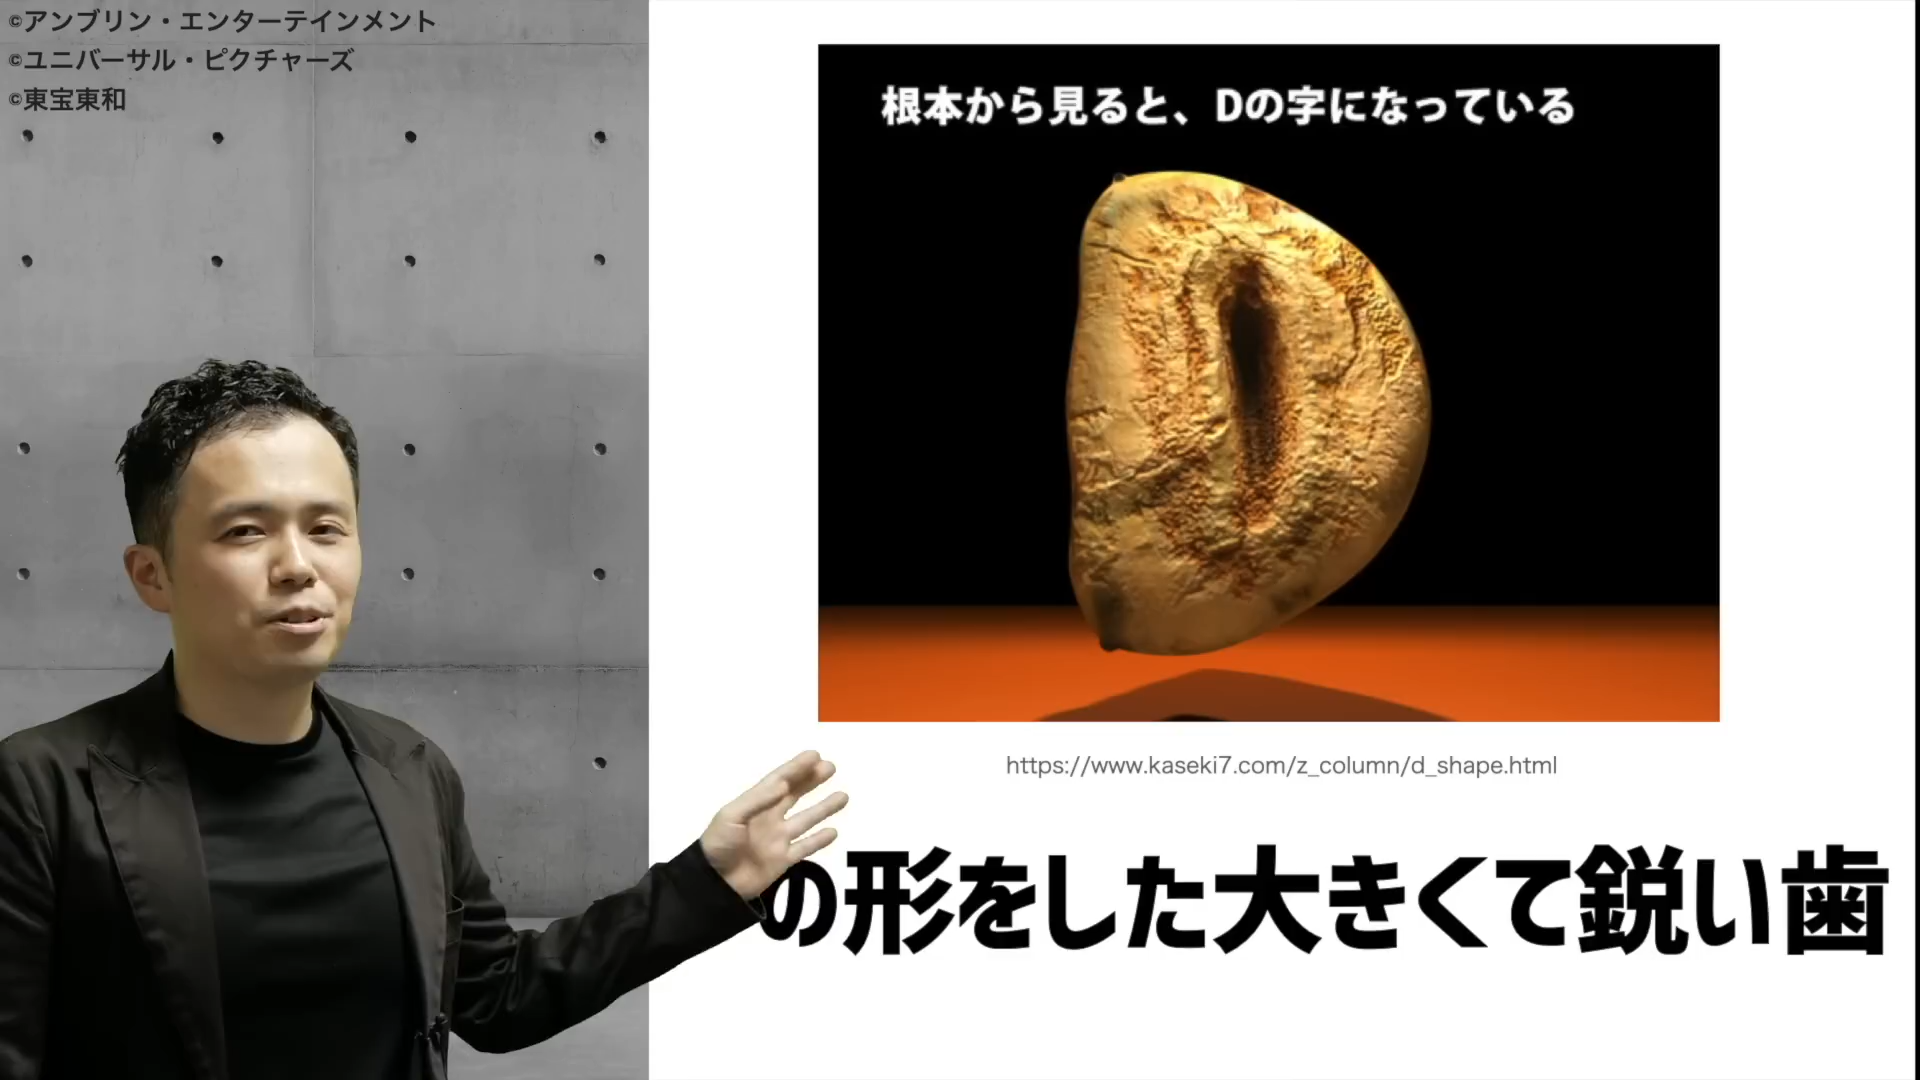 ©アンブリン・エンターテインメント
©ユニバーサル・ピクチャーズ
©東宝東和
根本から見ると、Dの字になっている
https://www.kaseki7.com/z_column/d_shape.html
の形をした大きくて鋭い歯